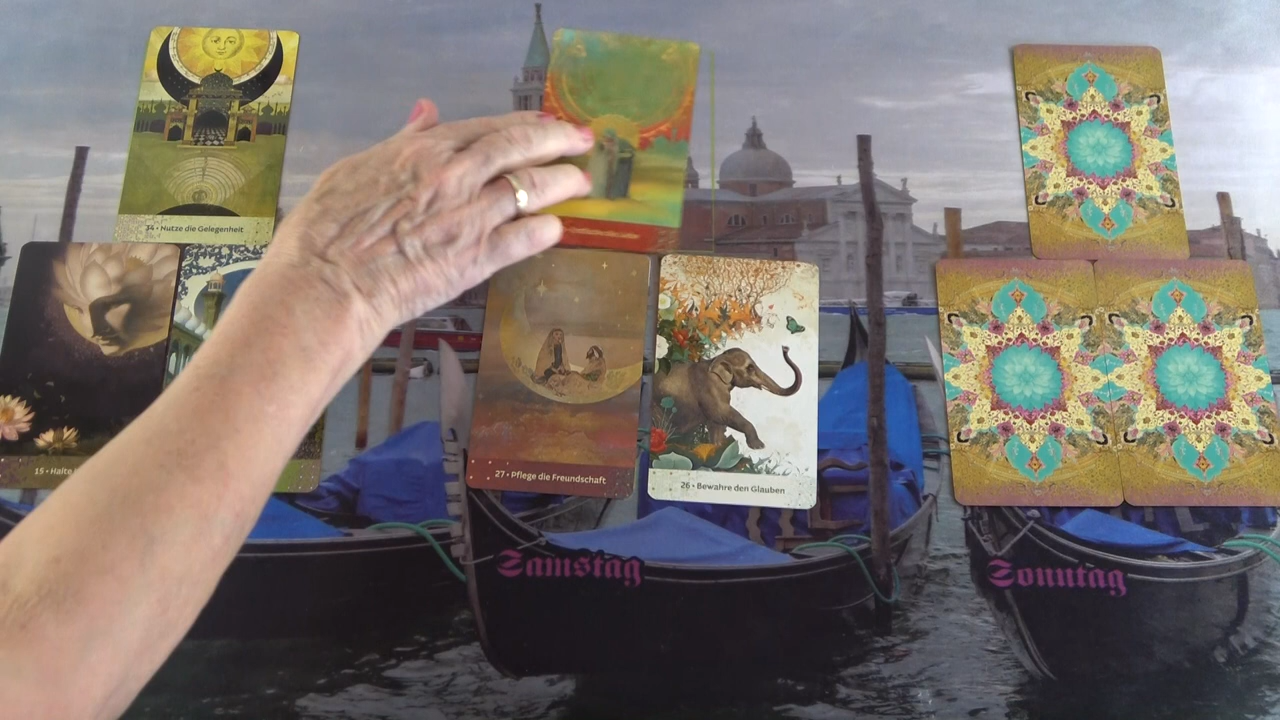 34 • Nutze die Gelegenheit
15 • Halte
27 • Pflege die Freundschaft
26 • Bewahre den Glauben
Samstag
Sonntag